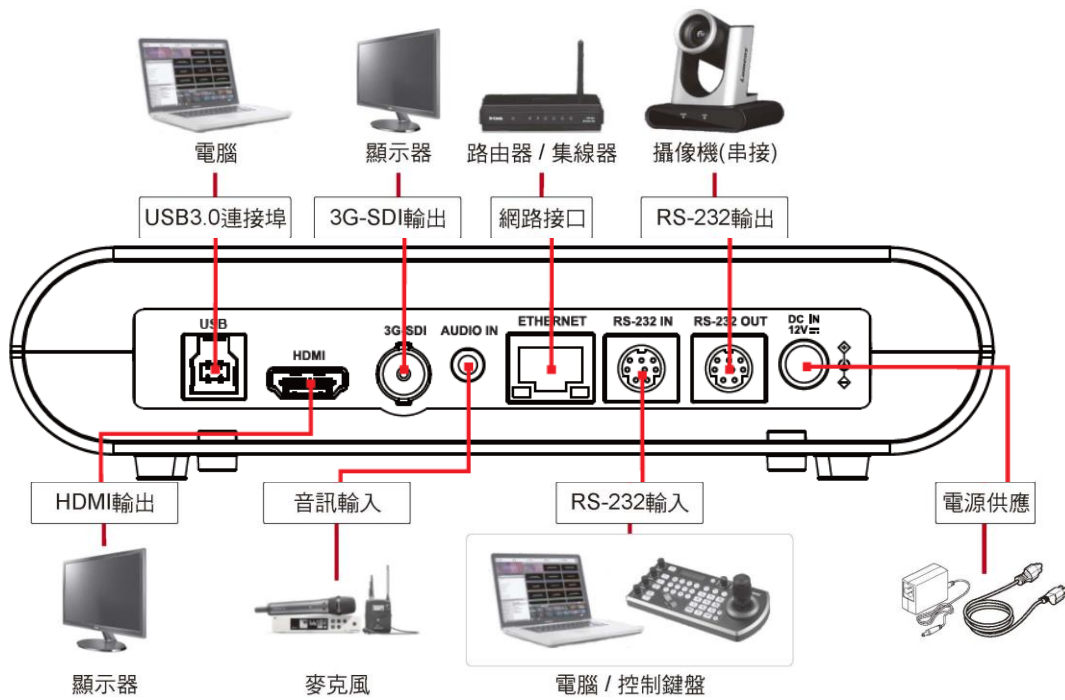 電腦
顯示器
路由器 / 集線器
攝像機(串接)
USB3.0連接埠
3G-SDI輸出
網路接口
RS-232輸出
USB
HDMI
3G-SDI
AUDIO IN
ETHERNET
RS-232 IN
RS-232 OUT
DC IN
12V
HDMI輸出
音訊輸入
RS-232輸入
電源供應
顯示器
麥克風
電腦 / 控制鍵盤